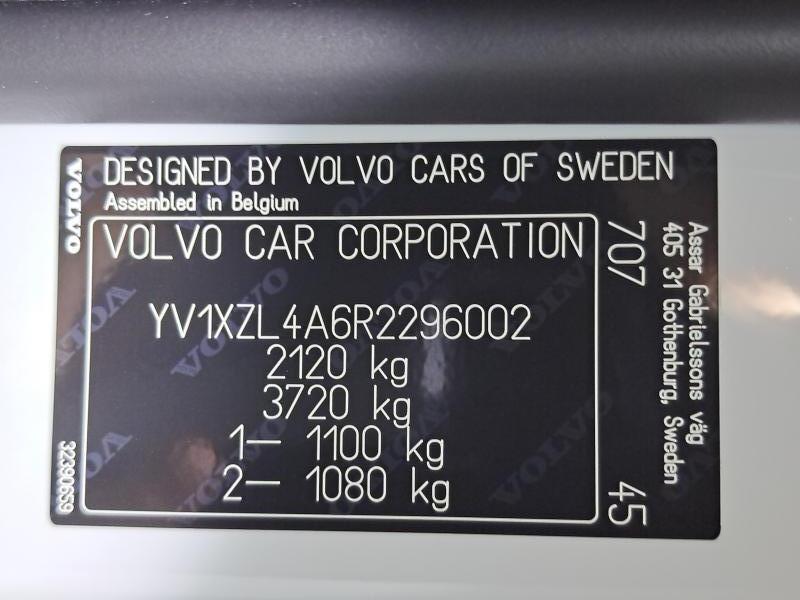 VOLVO
DESIGNED BY VOLVO CARS OF SWEDEN
Assembled in Belgium
VOLVO CAR CORPORATION
YV1XZL4A6R2296002
2120 kg
3720 kg
1— 1100 kg
2— 1080 kg
707
45
Assar Gabrielssons väg
405 31 Gothenburg, Sweden
32390659